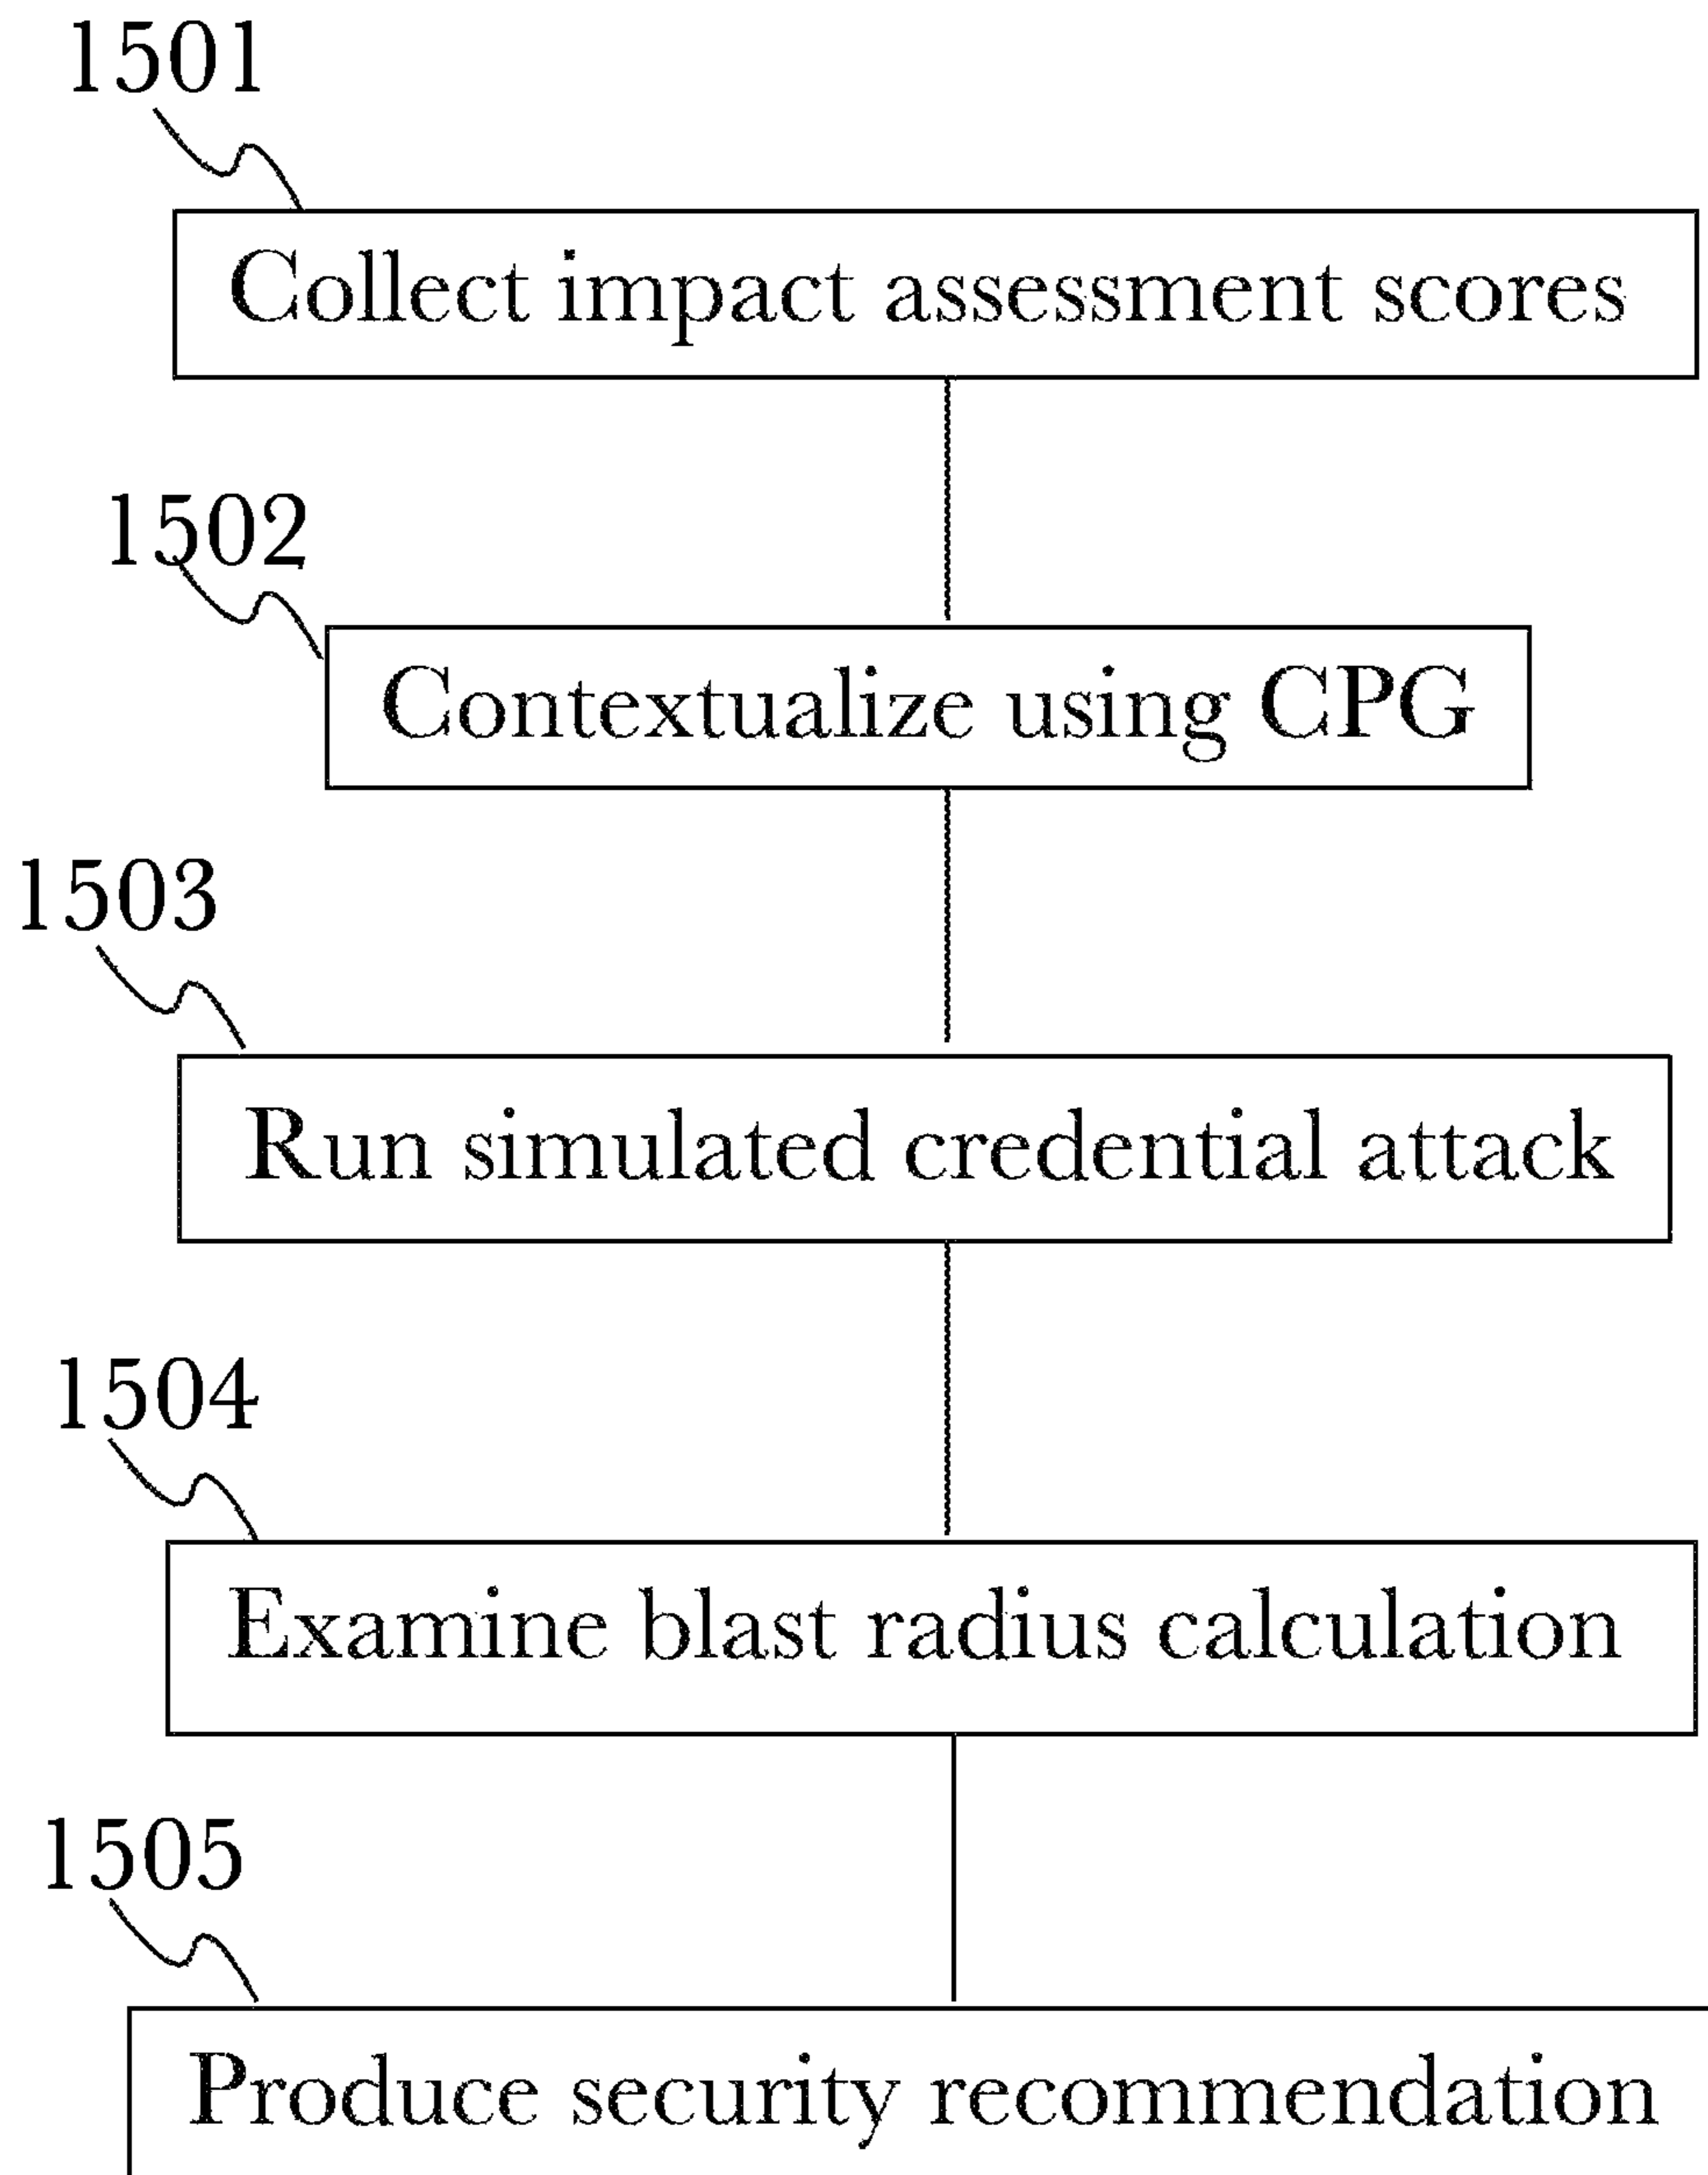 1501
Collect impact assessment scores
1502
Contextualize using CPG
1503
Run simulated credential attack
1504
Examine blast radius calculation
1505
Produce security recommendation